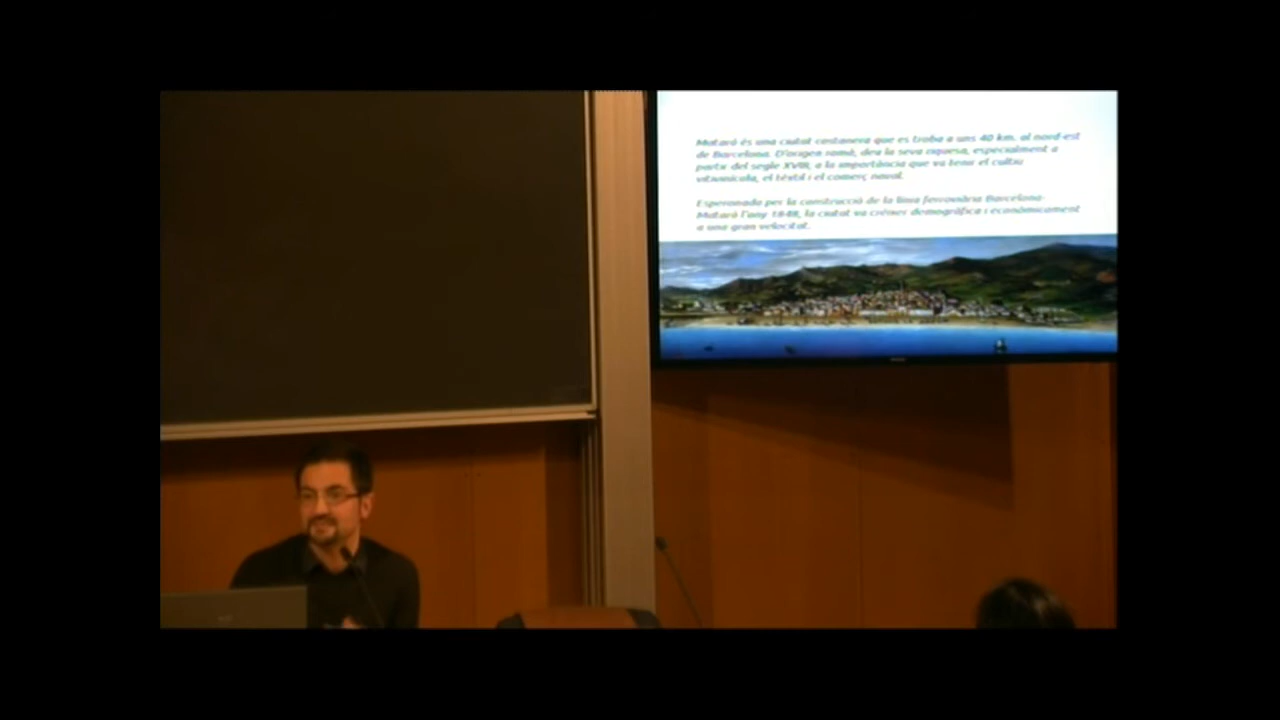 Mataró és una ciutat costanera que es troba a uns 40 km. al nord-est
de Barcelona. D'origen romà, deu la seva riquesa, especialment a
partir del segle XVIII, a la importància que va tenir el cultiu
vitivinícola, el tèxtil i el comerç naval.
Esperonada per la construcció de la línia ferroviària Barcelona-
Mataró l'any 1848, la ciutat va créixer demogràfica i econòmicament
a una gran velocitat.